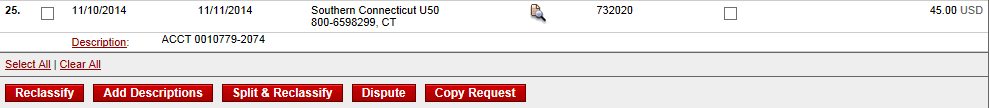 25. 11/10/2014 11/11/2014 Southern Connecticut U50 732020 45.00 USD
800-6598299, CT
Description: ACCT 0010779-2074
Select All | Clear All
Reclassify Add Descriptions Split & Reclassify Dispute Copy Request